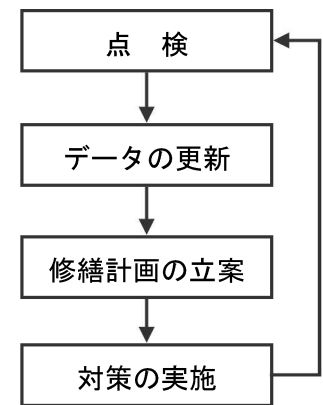 点　検
データの更新
修繕計画の立案
対策の実施